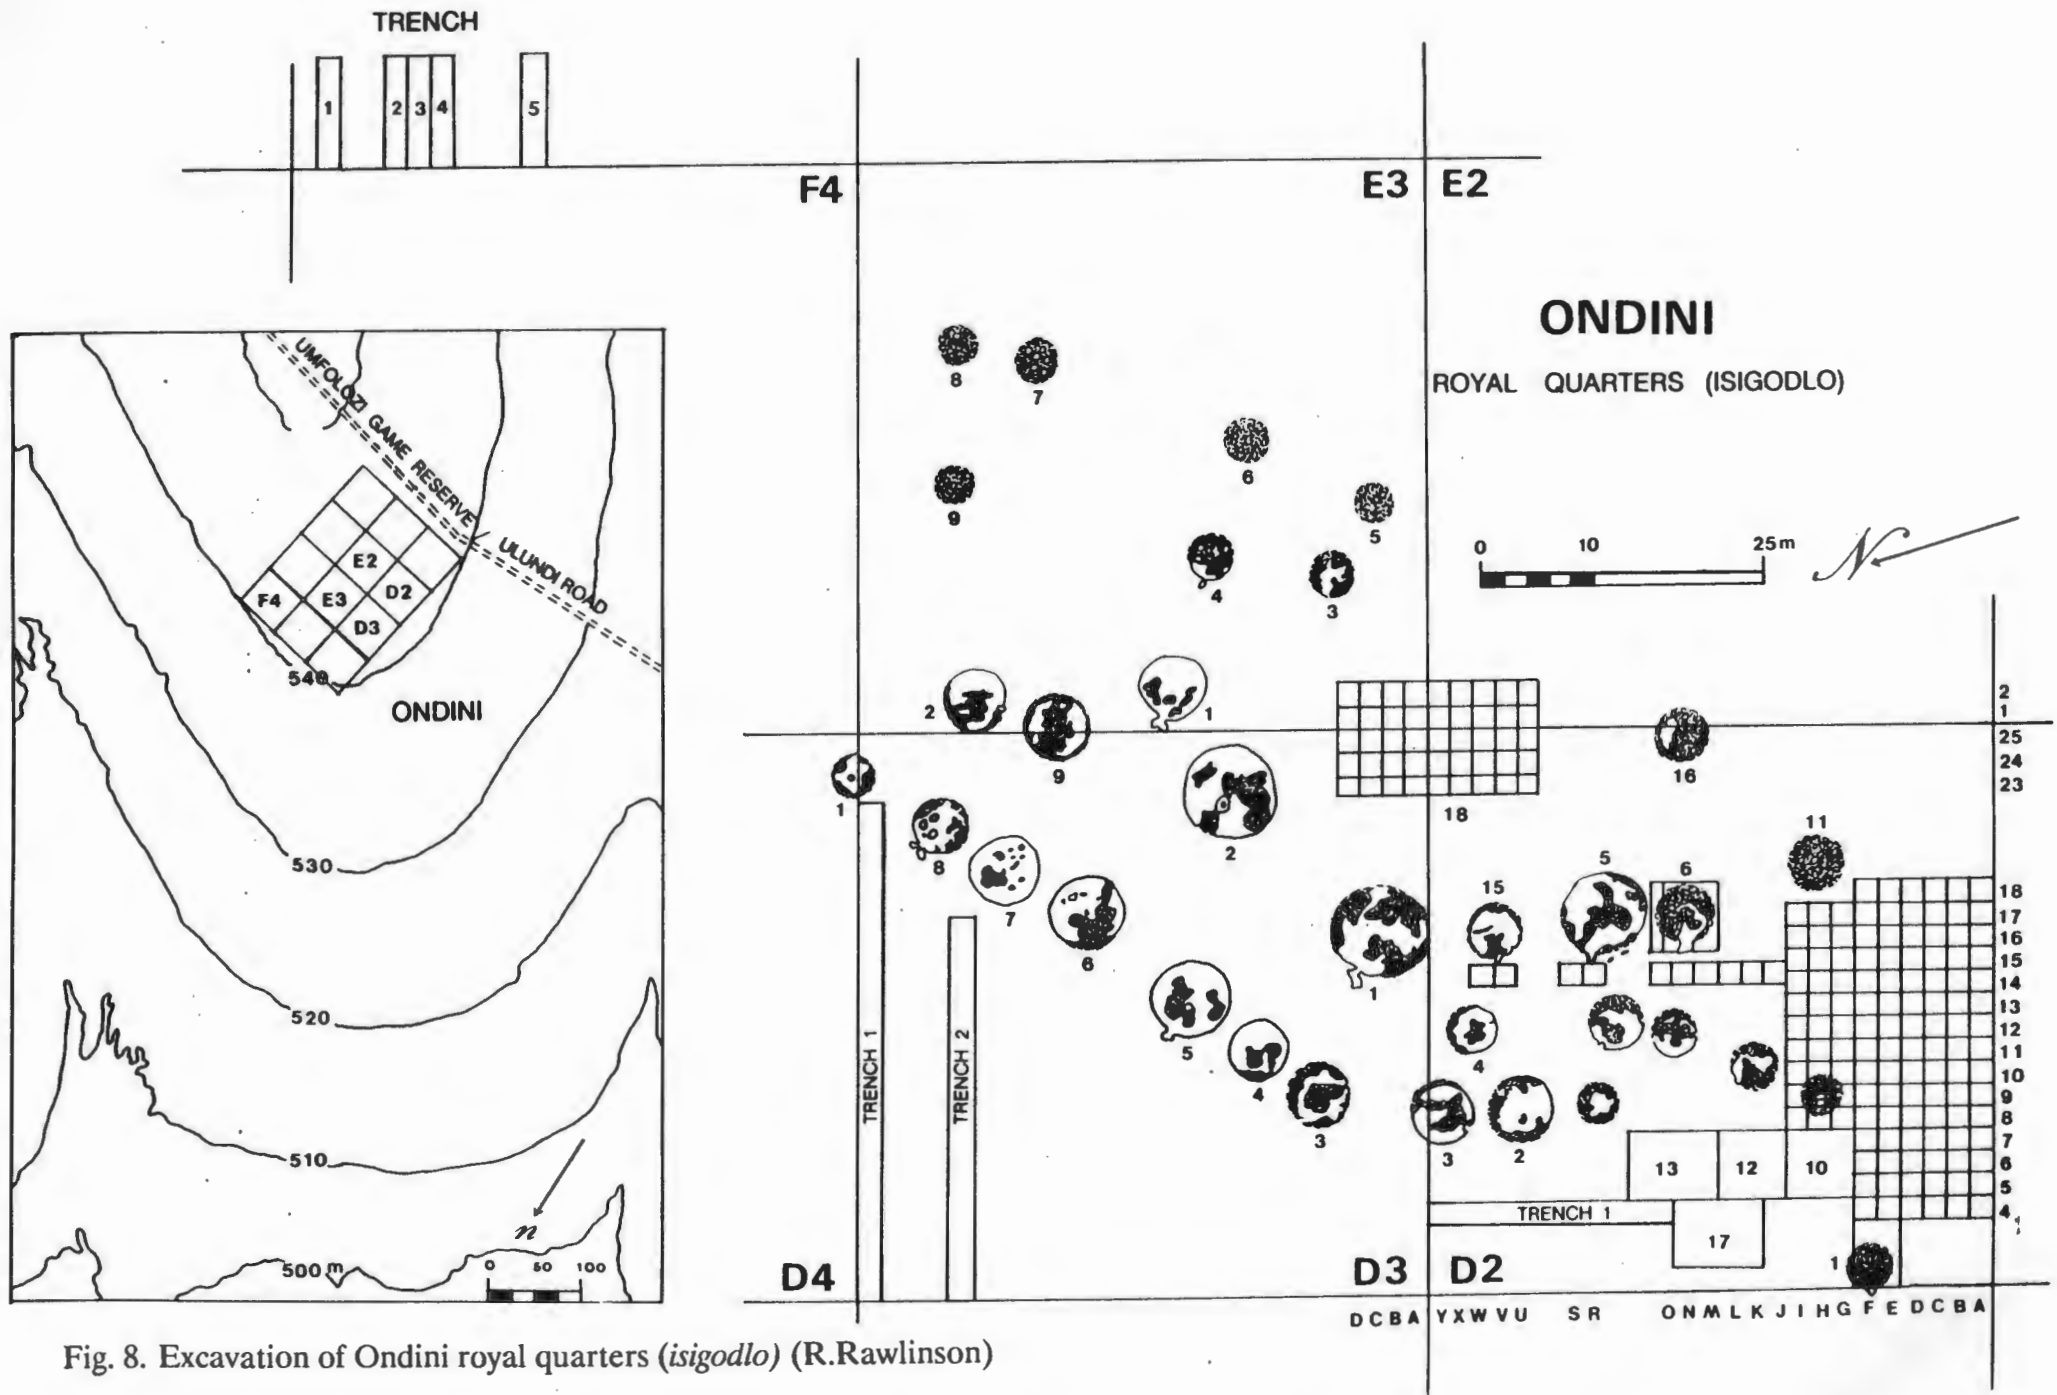 TRENCH
1 2 3 4 5
F4 E3 E2
ONDINI
ROYAL QUARTERS (ISIGODLO)
0 10 25m
N
8 7
6
9
5
4 3
2 1
9
2
1
8
7
6
5
4
3
1
2
18
16
11
15 5 6
4
3 2
13 12 10
17
1
TRENCH 1
TRENCH 2
TRENCH 1
2
1
25
24
23
18
17
16
15
14
13
12
11
10
9
8
7
6
5
4
D4 D3 D2
D C B A Y X W V U S R O N M L K J I H G F E D C B A
UMFOLOZI GAME RESERVE
ULUNDI ROAD
E2
F4 E3 D2
D3
540
ONDINI
530
520
510
n
500 m
0 50 100
Fig. 8. Excavation of Ondini royal quarters (isigodlo) (R.Rawlinson)